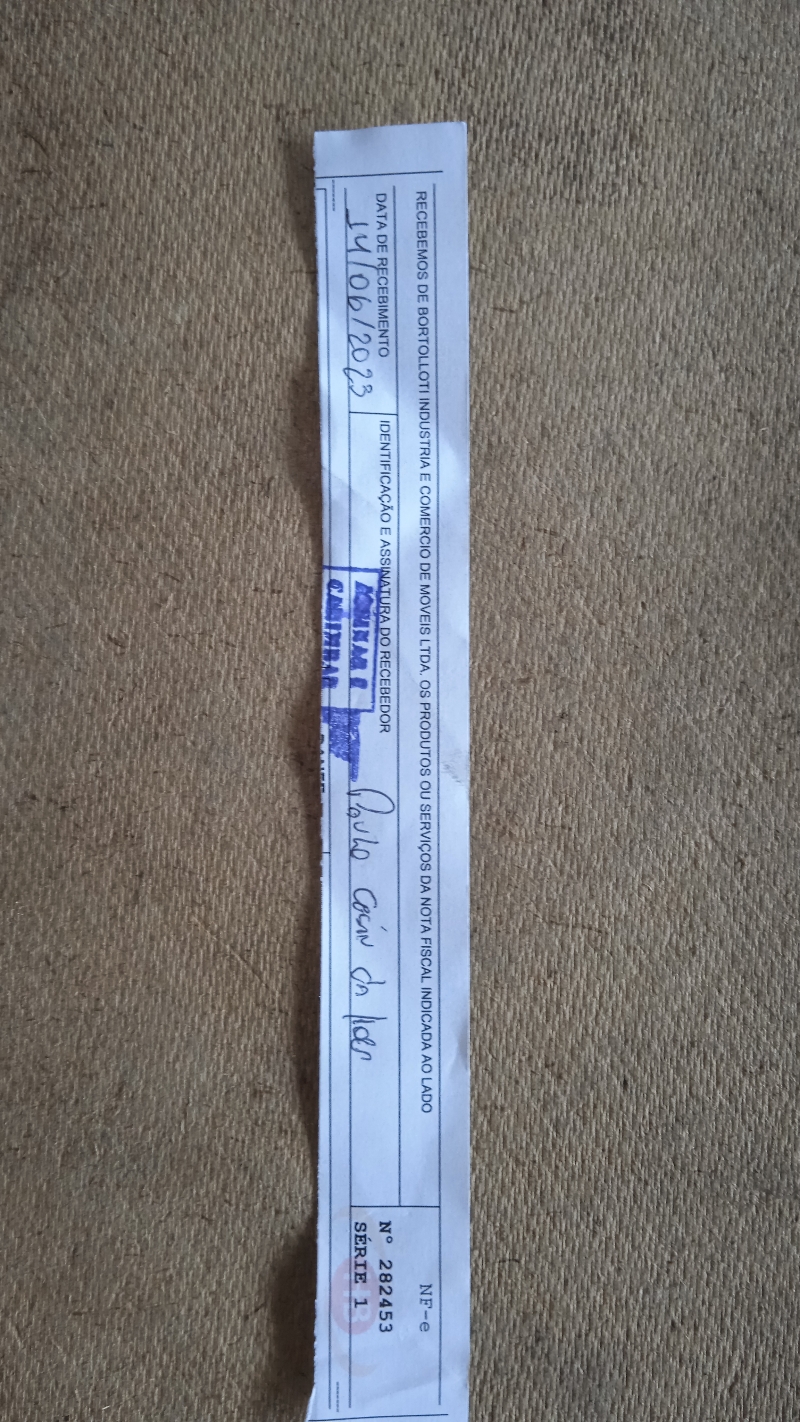 RECEBEMOS DE BORTOLLOTI INDUSTRIA E COMERCIO DE MOVEIS LTDA. OS PRODUTOS OU SERVIÇOS DA NOTA FISCAL INDICADA AO LADO
NF-e
DATA DE RECEBIMENTO
14/06/2023
IDENTIFICAÇÃO E ASSINATURA DO RECEBEDOR
Paulo
Nº 282453
SÉRIE 1